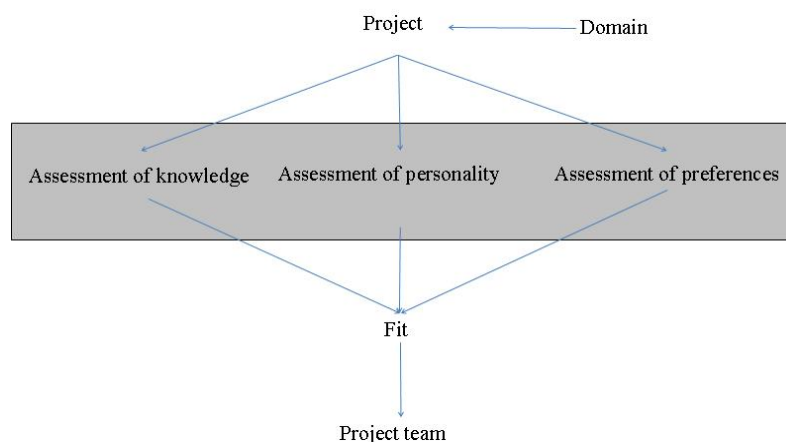 Project
Domain
Assessment of knowledge
Assessment of personality
Assessment of preferences
Fit
Project team